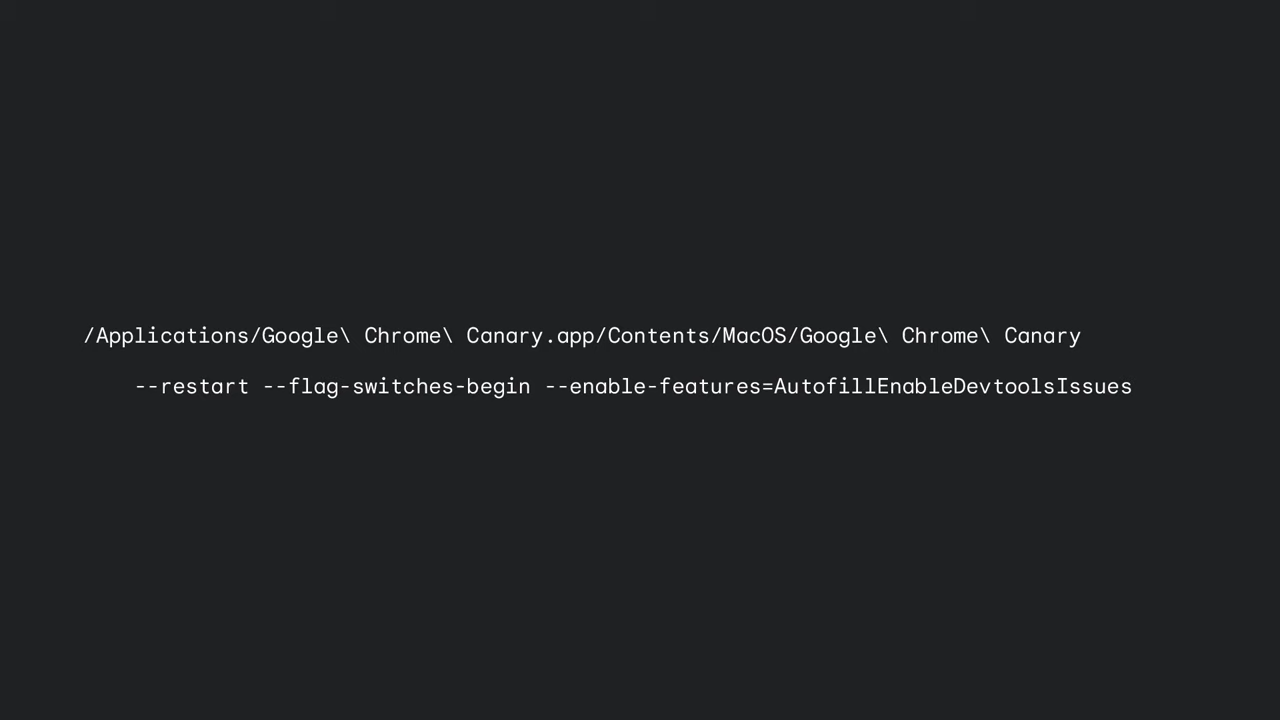 /Applications/Google\ Chrome\ Canary.app/Contents/MacOS/Google\ Chrome\ Canary
--restart --flag-switches-begin --enable-features=AutofillEnableDevtoolsIssues